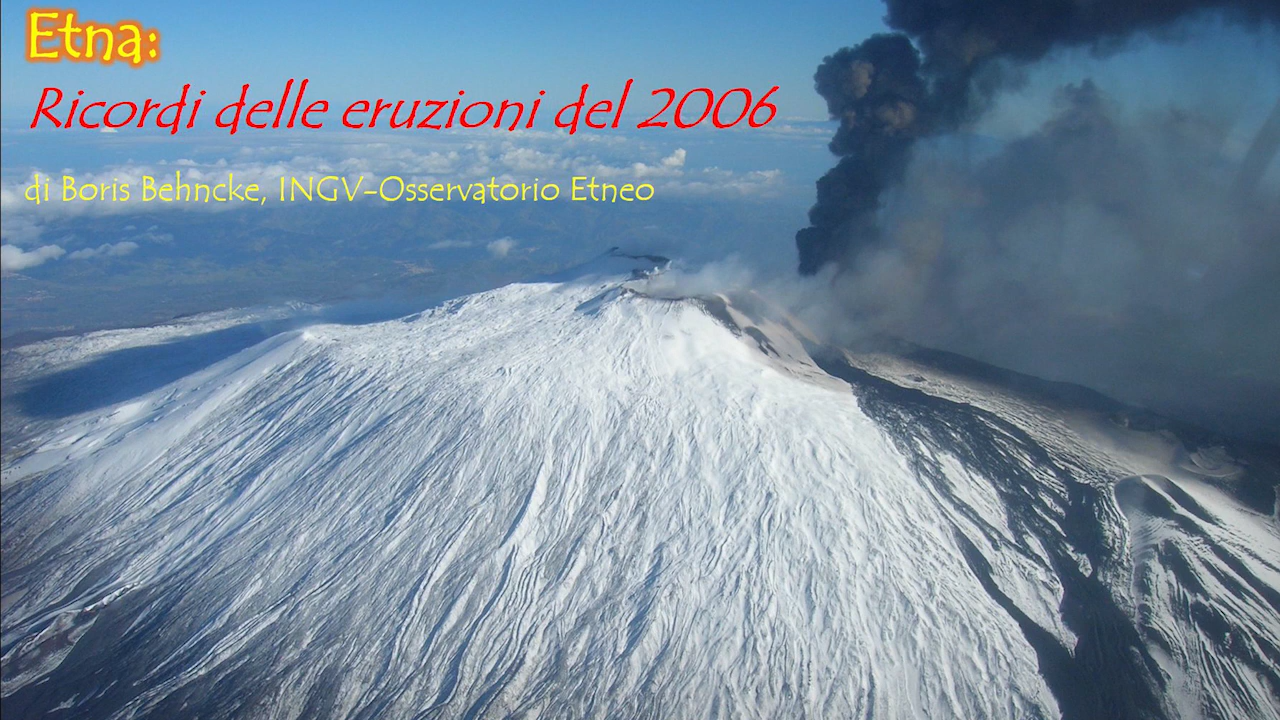 Etna:
Ricordi delle eruzioni del 2006
di Boris Behncke, INGV-Osservatorio Etneo